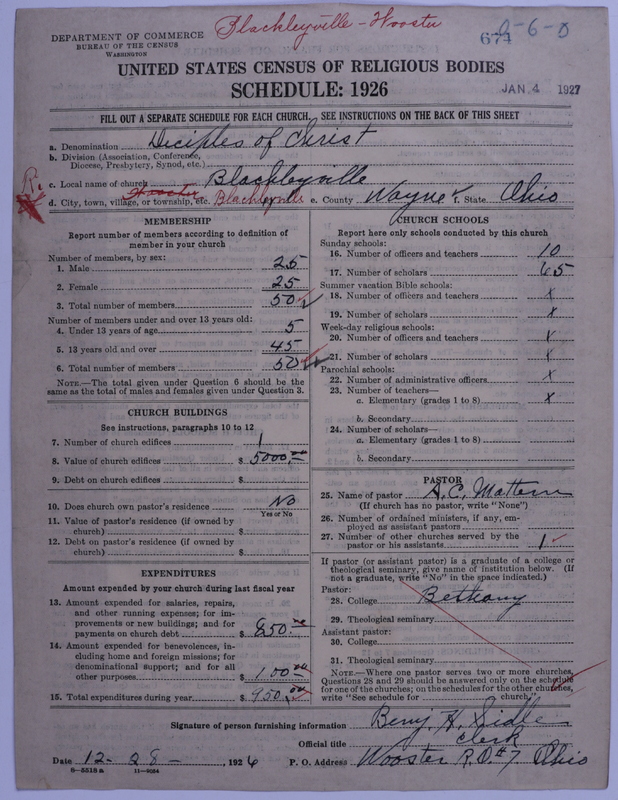 Blackleyville - Wooster
DEPARTMENT OF COMMERCE
BUREAU OF THE CENSUS
WASHINGTON
674
0-6-0
UNITED STATES CENSUS OF RELIGIOUS BODIES
SCHEDULE: 1926
JAN. 4 1927
FILL OUT A SEPARATE SCHEDULE FOR EACH CHURCH. SEE INSTRUCTIONS ON THE BACK OF THIS SHEET
a. Denomination Deciples of Christ
b. Division (Association, Conference, Diocese, Presbytery, Synod, etc.)
c. Local name of church Blackleyville
d. City, town, village, or township, etc. Wooster Blackleyville e. County Wayne f. State Ohio
MEMBERSHIP
Report number of members according to definition of
member in your church
Number of members, by sex:
1. Male 25
2. Female 25
3. Total number of members 50
Number of members under and over 13 years old:
4. Under 13 years of age 5
5. 13 years old and over 45
6. Total number of members 50
NOTE.—The total given under Question 6 should be
same as the total of males and females given under Question 3.
CHURCH BUILDINGS
See instructions, paragraphs 10 to 12
7. Number of church edifices 1
8. Value of church edifices $ 5000.00
9. Debt on church edifices $
10. Does church own pastor's residence No
Yes or No
11. Value of pastor's residence (if owned by
church) $
12. Debt on pastor's residence (if owned by
church) $
EXPENDITURES
Amount expended by your church during last fiscal year
13. Amount expended for salaries, repairs,
and other running expenses; for im-
provements or new buildings; and for
payments on church debt $ 850.00
14. Amount expended for benevolences, in-
cluding home and foreign missions; for
denominational support; and for all
other purposes $ 100.00
15. Total expenditures during year $ 950.00
CHURCH SCHOOLS
Report here only schools conducted by this church
Sunday schools:
16. Number of officers and teachers 10
17. Number of scholars 65
Summer vacation Bible schools:
18. Number of officers and teachers x
19. Number of scholars x
Week-day religious schools:
20. Number of officers and teachers x
21. Number of scholars x
Parochial schools:
22. Number of administrative officers x
23. Number of teachers—
a. Elementary (grades 1 to 8) x
b. Secondary
24. Number of scholars—
a. Elementary (grades 1 to 8)
b. Secondary
PASTOR
25. Name of pastor A. C. Mattern
(If church has no pastor, write "None")
26. Number of ordained ministers, if any, em-
ployed as assistant pastors
27. Number of other churches served by the
pastor or his assistants 1
If pastor (or assistant pastor) is a graduate of a college or
theological seminary, give name of institution below. (If
not a graduate, write "No" in the space indicated.)
Pastor:
28. College Bethany
29. Theological seminary
Assistant pastor:
30. College
31. Theological seminary
NOTE.—Where one pastor serves two or more churches,
Questions 28 and 29 should be answered only on the schedule
for one of the churches; on the schedules for the other churches,
write "See schedule for church."
Signature of person furnishing information Benj. H. Sidle
Official title Clerk
Date 12-28-, 1926 P. O. Address Wooster R.D.#7 Ohio
8-5518a 11-9084